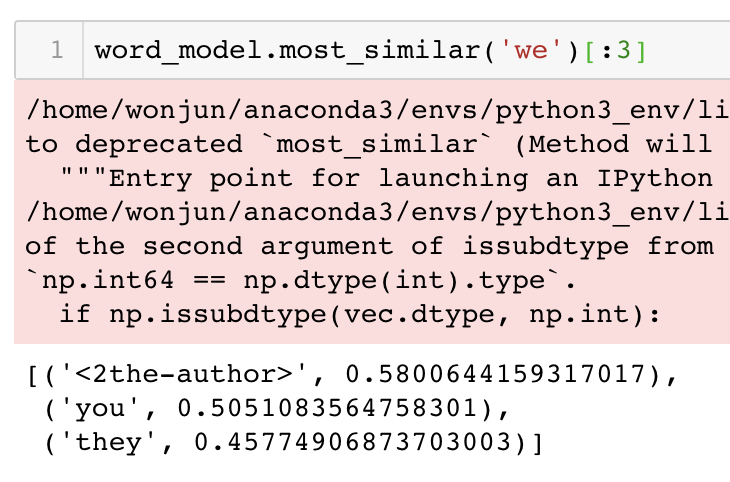 1 word_model.most_similar('we')[:3]
/home/wonjun/anaconda3/envs/python3_env/li
to deprecated `most_similar` (Method will
"""Entry point for launching an IPython
/home/wonjun/anaconda3/envs/python3_env/li
of the second argument of issubdtype from
`np.int64 == np.dtype(int).type`.
if np.issubdtype(vec.dtype, np.int):
[('<2the-author>', 0.5800644159317017),
('you', 0.5051083564758301),
('they', 0.45774906873703003)]